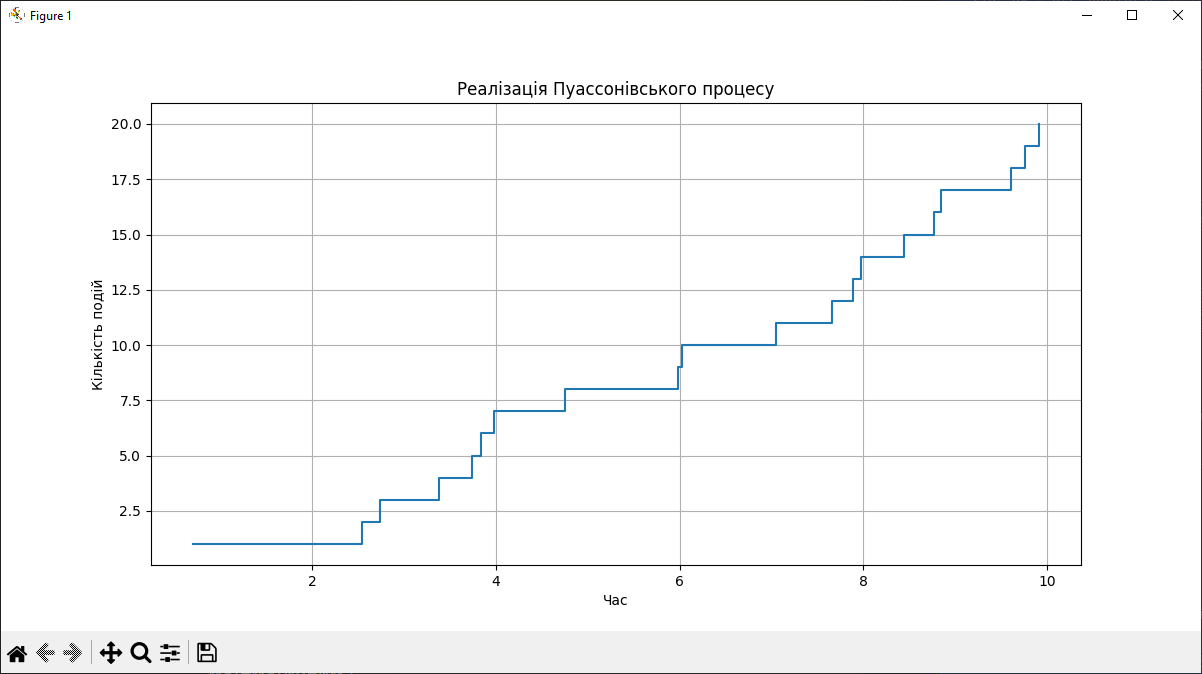 Figure 1
Реалізація Пуассонівського процесу
20.0
17.5
15.0
12.5
10.0
7.5
5.0
2.5
Кількість подій
2 4 6 8 10
Час